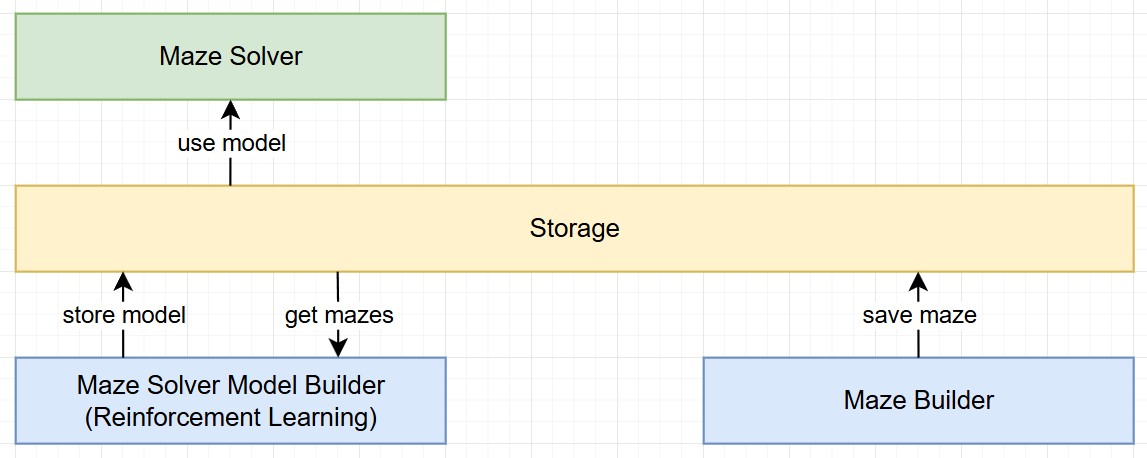 Maze Solver
use model
Storage
store model
get mazes
save maze
Maze Solver Model Builder
(Reinforcement Learning)
Maze Builder